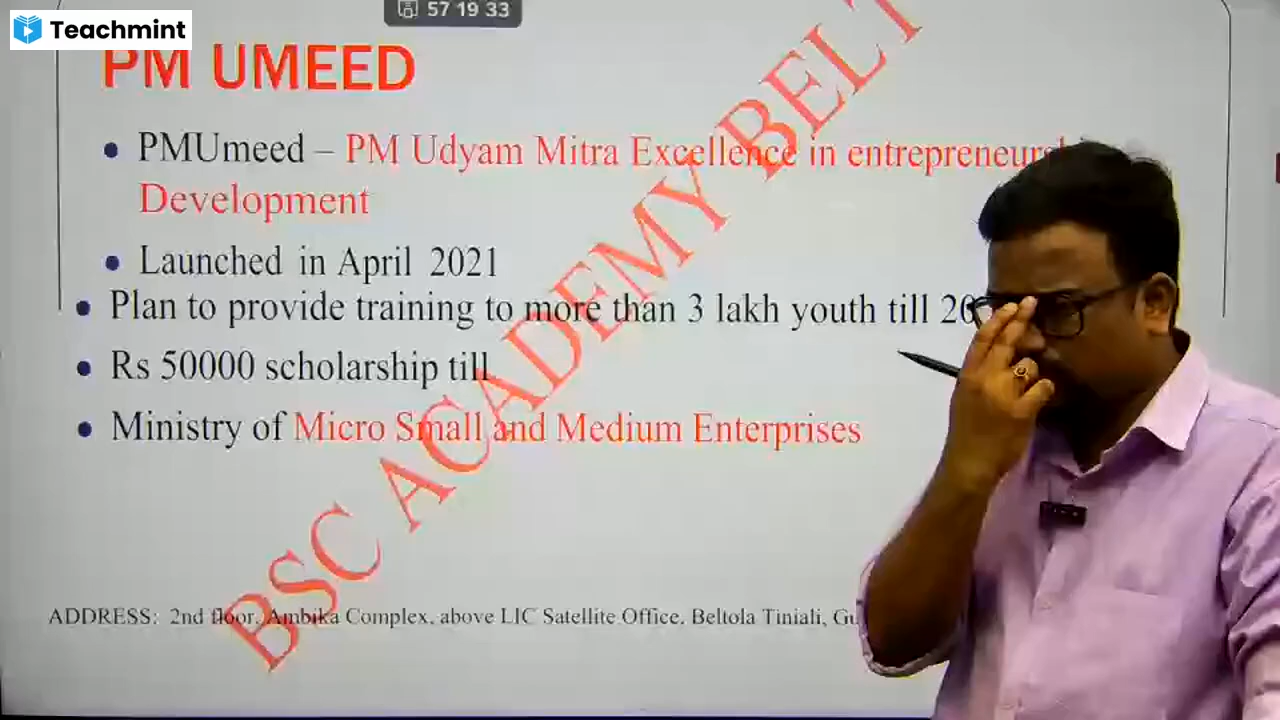 Teachmint
57 19 33
PM UMEED
PMUmeed – PM Udyam Mitra Excellence in
Development
Launched in April 2021
Plan to provide training to more than 3 lakh youth till
Rs 50000 scholarship till
Ministry of Micro Small and Medium Enterprises
BSC ACADEMY BELT
ADDRESS: 2nd floor, Ambika Complex, above LIC Satellite Office, Beltola Tiniali,